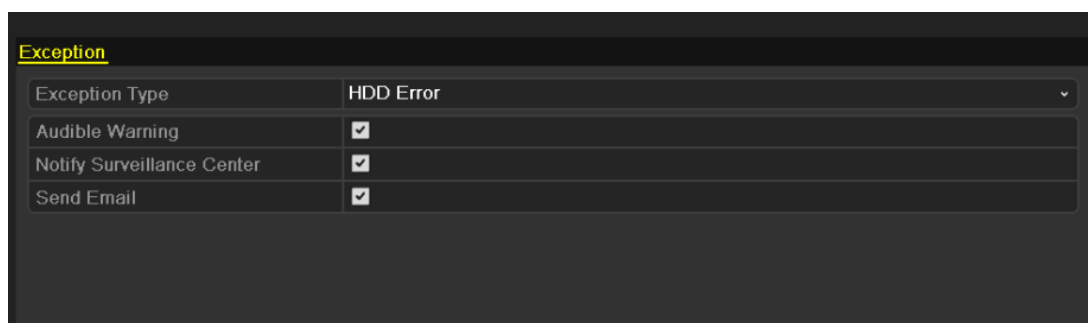 Exception
Exception Type HDD Error
Audible Warning
Notify Surveillance Center
Send Email